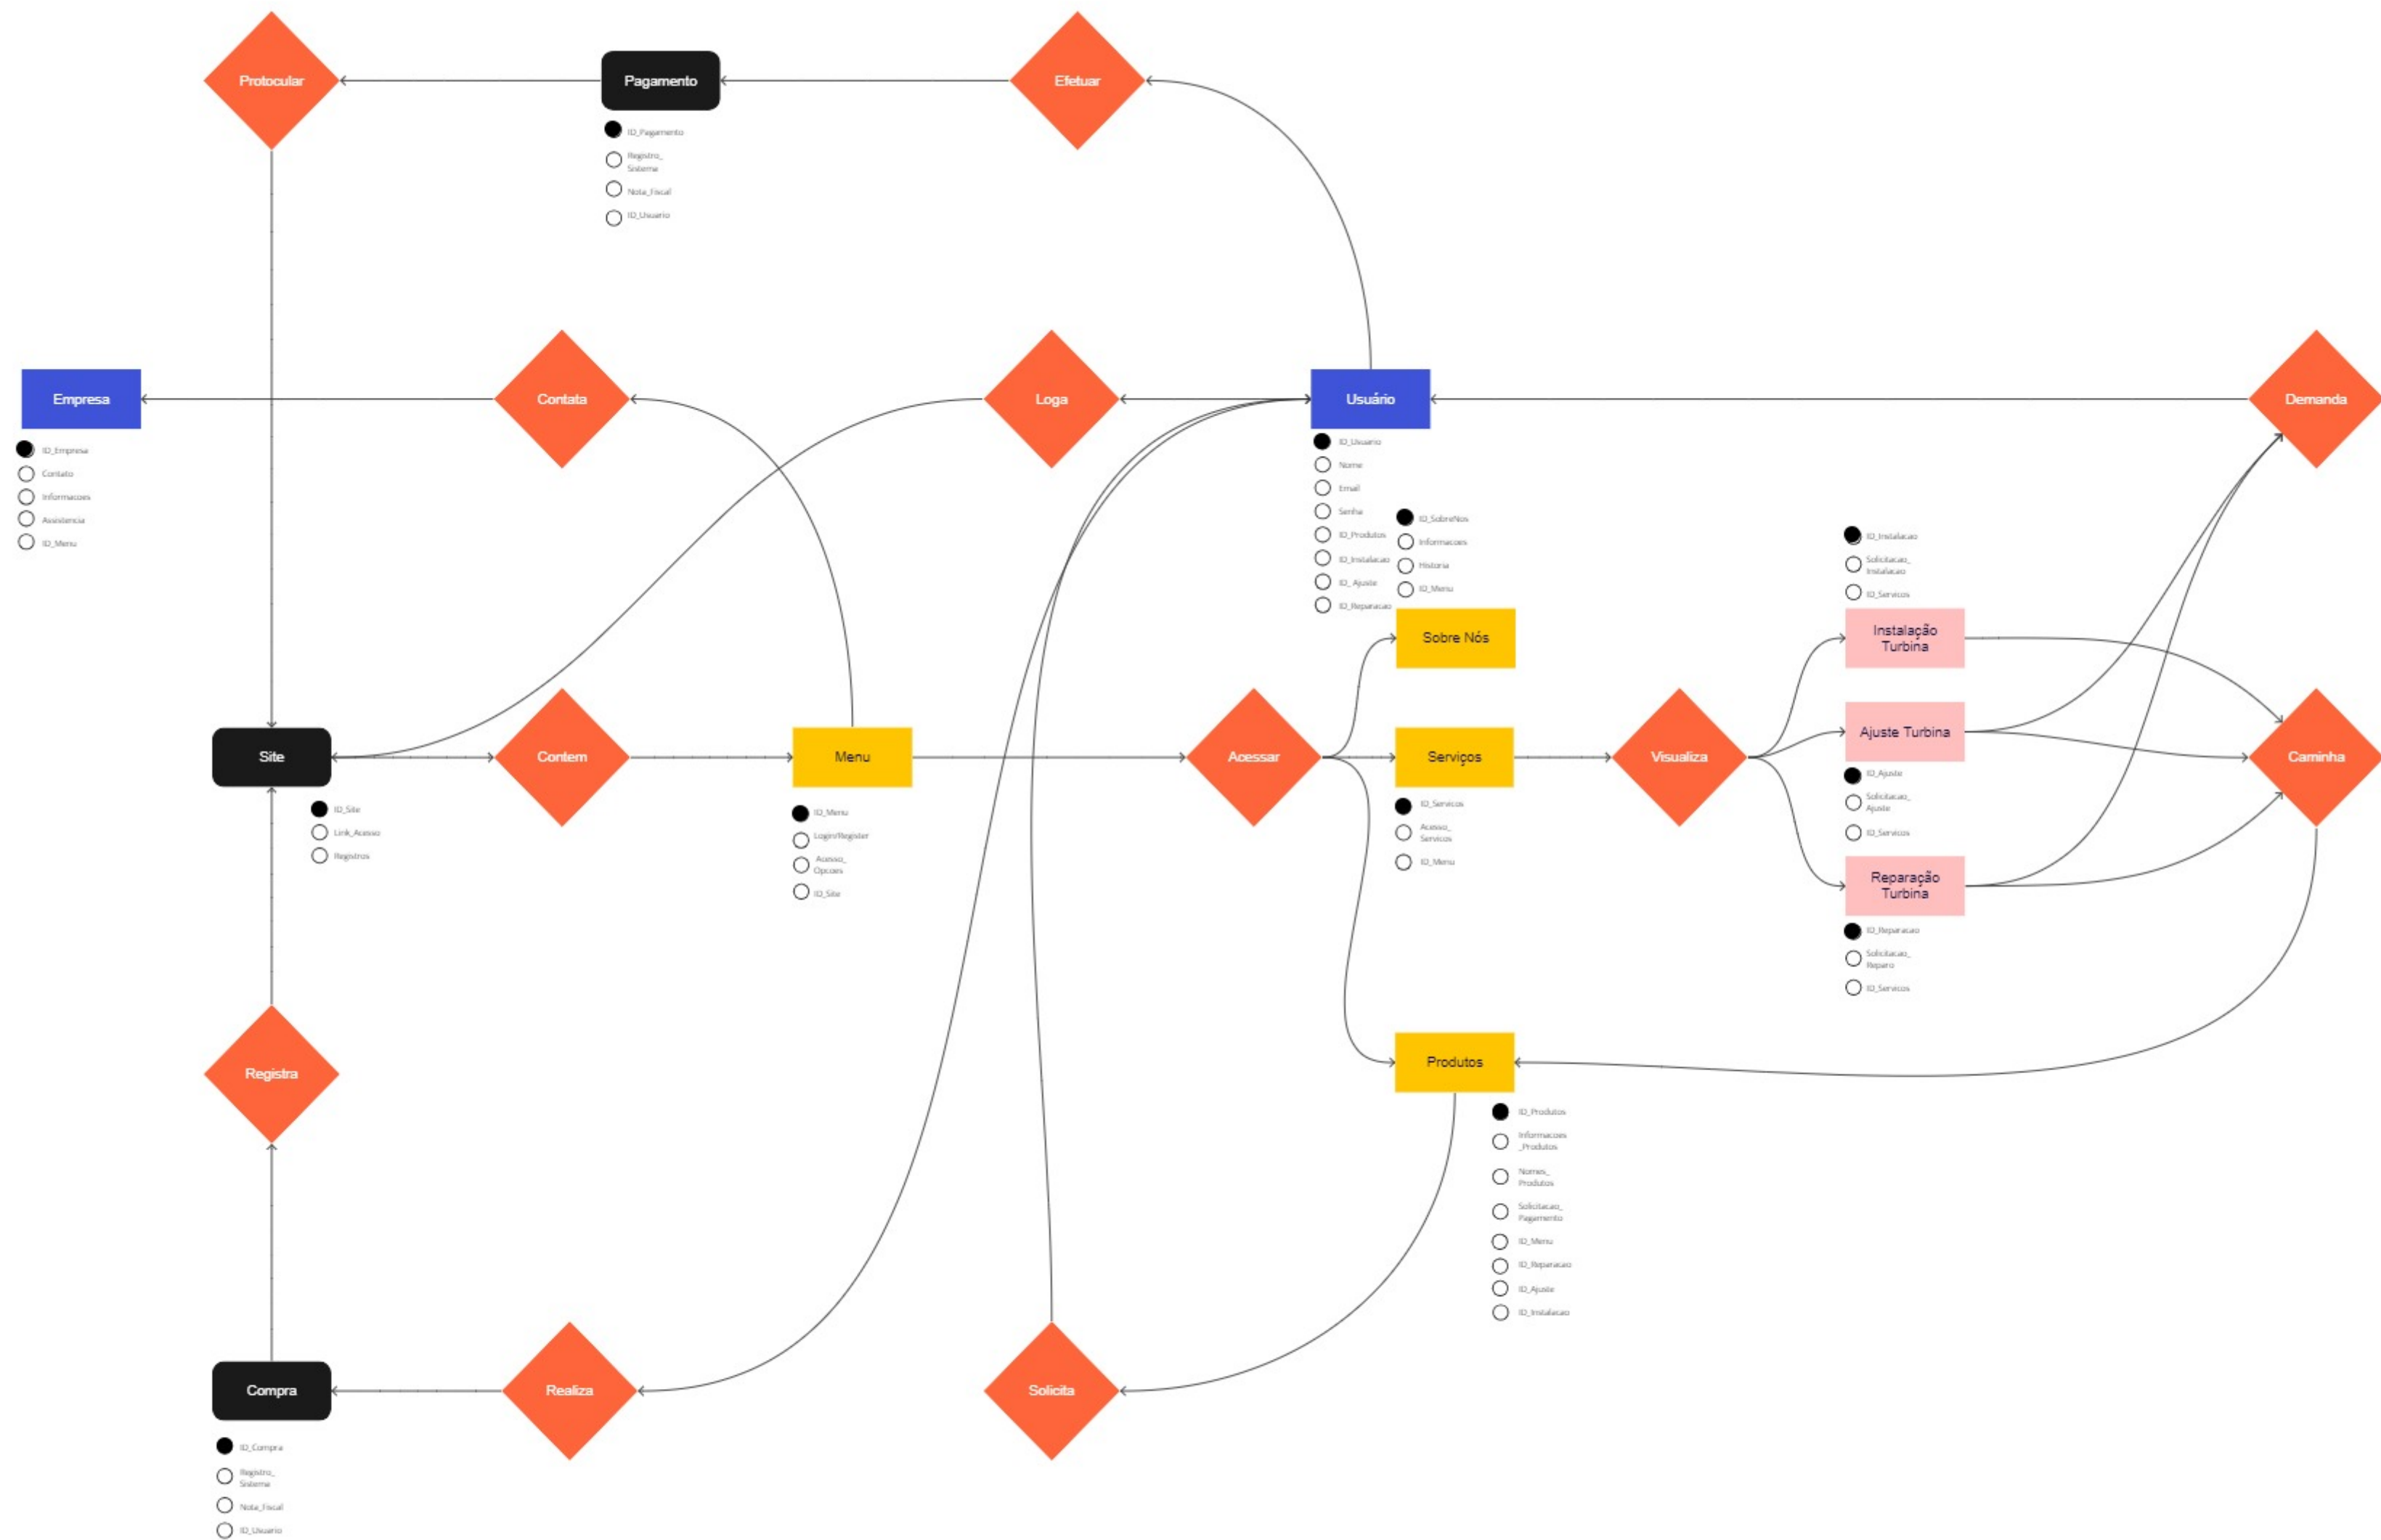 Protocular
Pagamento
Efetuar
ID_Pagamento
Registro_
Sistema
Nota_Fiscal
ID_Usuario
Empresa
Contata
Loga
Usuário
Demanda
ID_Empresa
Contato
Informacoes
Assistencia
ID_Menu
ID_Usuario
Nome
Email
Senha
ID_Produtos
ID_Instalacao
ID_ Ajuste
ID_Reparacao
ID_SobreNos
Informacoes
Historia
ID_Menu
ID_Instalacao
Solicitacao_
Instalacao
ID_Servicos
Sobre Nós
Instalação
Turbina
Site
Contem
Menu
Acessar
Serviços
Visualiza
Ajuste Turbina
Caminha
ID_Site
Link_Acesso
Registros
ID_Menu
Login/Register
Acesso_
Opcoes
ID_Site
ID_Servicos
Acesso_
Servicos
ID_Menu
ID_Ajuste
Solicitacao_
Ajuste
ID_Servicos
Reparação
Turbina
ID_Reparacao
Solicitacao_
Reparo
ID_Servicos
Registra
Produtos
ID_Produtos
Informacoes
_Produtos
Nomes_
Produtos
Solicitacao_
Pagamento
ID_Menu
ID_Reparacao
ID_Ajuste
ID_Instalacao
Compra
Realiza
Solicita
ID_Compra
Registro_
Sistema
Nota_Fiscal
ID_Usuario